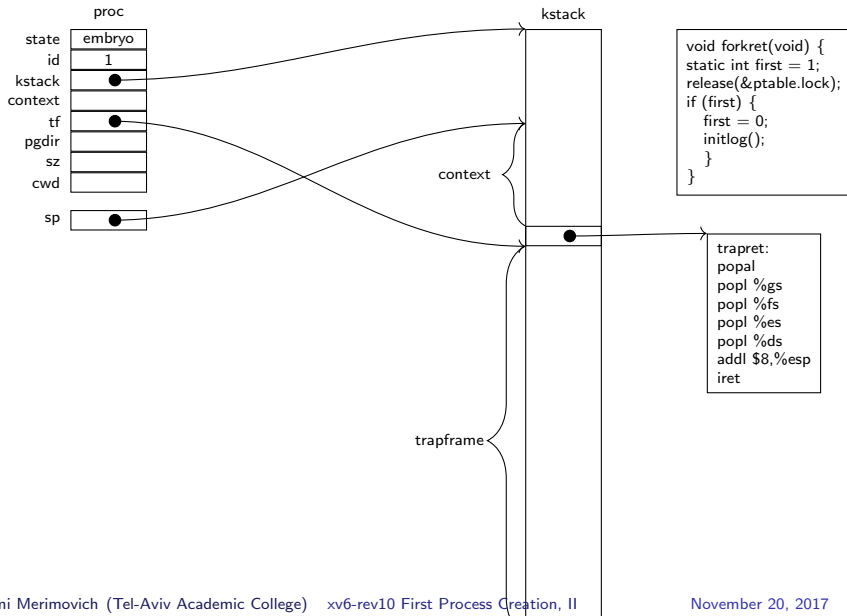 proc
state embryo
id 1
kstack
context
tf
pgdir
sz
cwd
sp
kstack
context
trapframe
void forkret(void) {
static int first = 1;
release(&ptable.lock);
if (first) {
first = 0;
initlog();
}
}
trapret:
popal
popl %gs
popl %fs
popl %es
popl %ds
addl $8,%esp
iret
Merimovich (Tel-Aviv Academic College) xv6-rev10 First Process Creation, II November 20, 2017